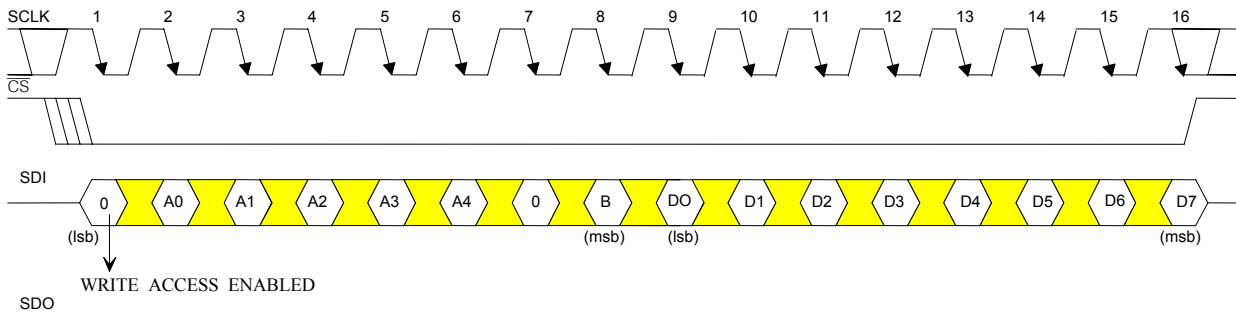 SCLK 1 2 3 4 5 6 7 8 9 10 11 12 13 14 15 16
CS
SDI
0 A0 A1 A2 A3 A4 0 B DO D1 D2 D3 D4 D5 D6 D7
(lsb) (msb) (lsb) (msb)
WRITE ACCESS ENABLED
SDO